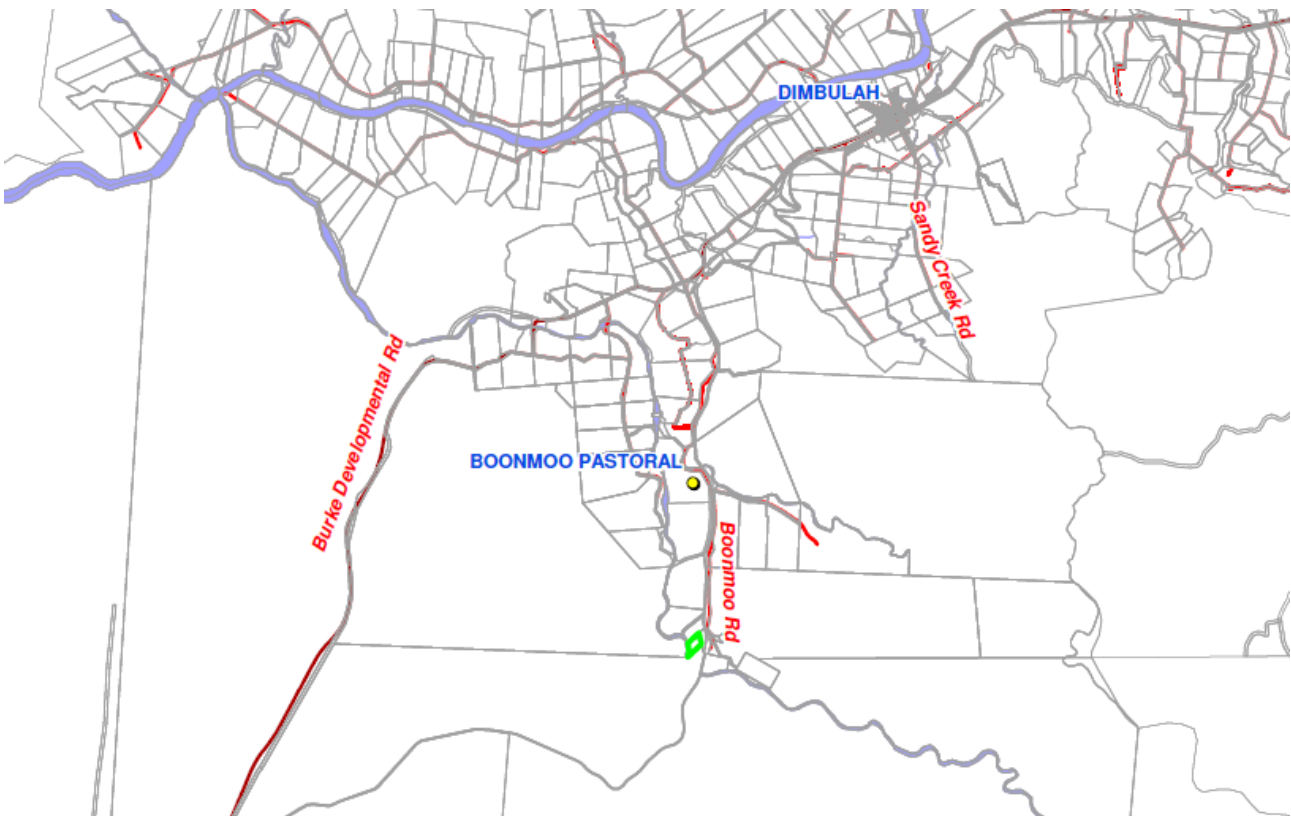 DIMBULAH
Sandy Creek Rd
Burke Developmental Rd
BOONMOO PASTORAL
Boonmoo Rd